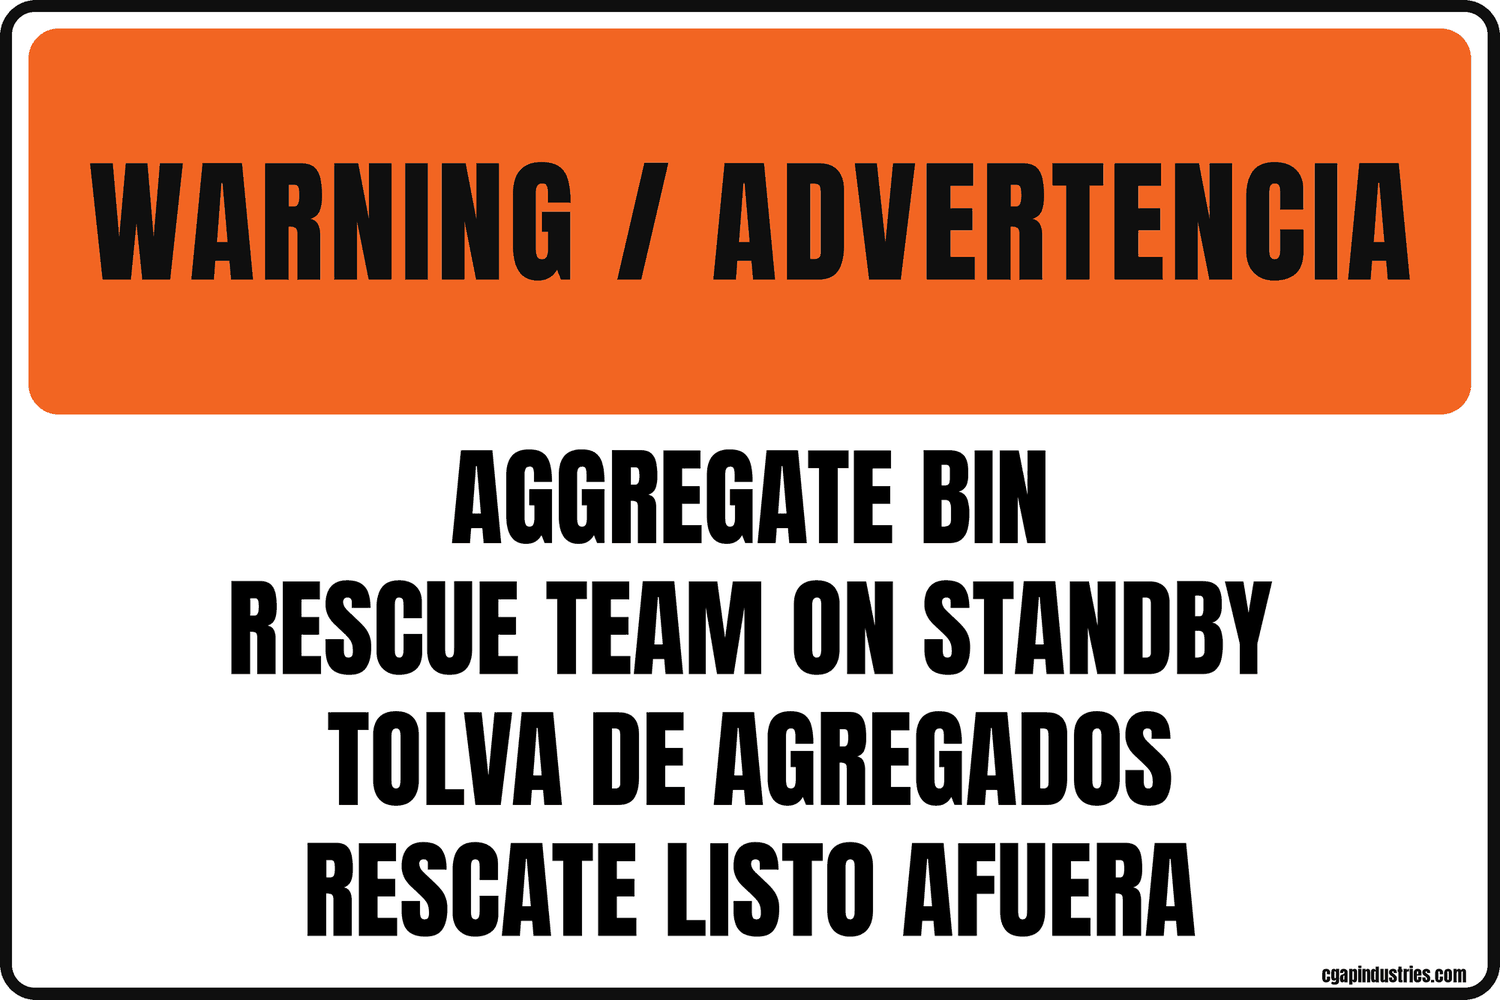 WARNING / ADVERTENCIA
AGGREGATE BIN
RESCUE TEAM ON STANDBY
TOLVA DE AGREGADOS
RESCATE LISTO AFUERA
cgapindustries.com